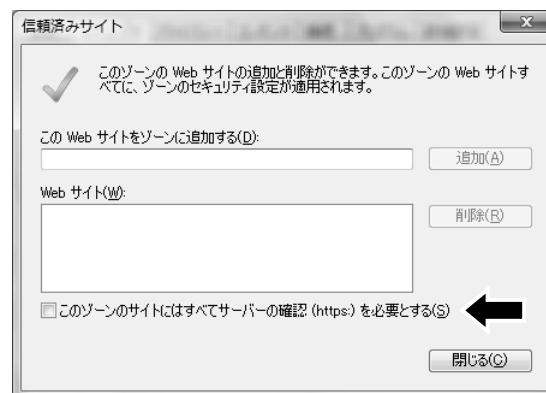 信頼済みサイト
x
このゾーンの Web サイトの追加と削除ができます。このゾーンの Web サイトす
べてに、ゾーンのセキュリティ設定が適用されます。
この Web サイトをゾーンに追加する(D):
追加(A)
Web サイト(W):
削除(R)
このゾーンのサイトにはすべてサーバーの確認 (https:) を必要とする(S)
閉じる(C)